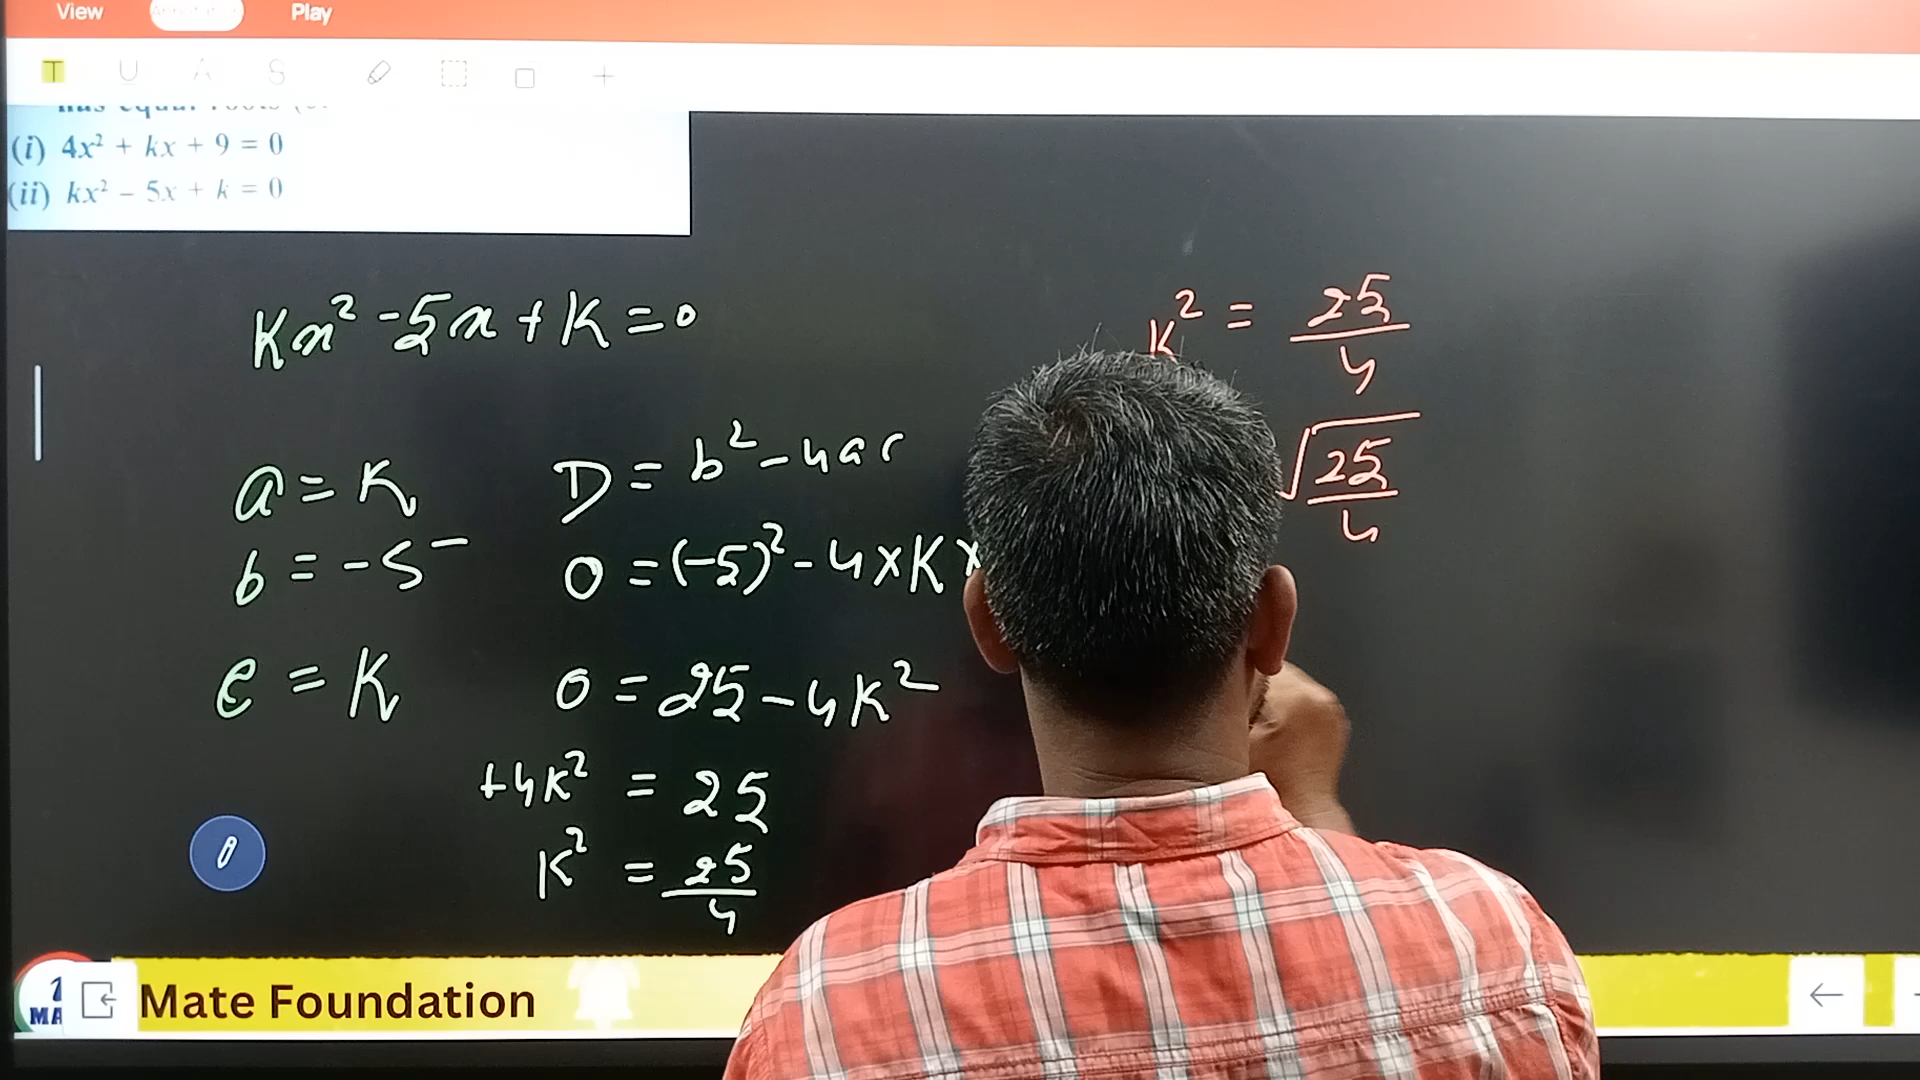 View
Play
T U A S
(i) 4x² + kx + 9 = 0
(ii) kx² – 5x + k = 0
Kx² -5x + K = 0
a = K
b = -5
c = K
D = b² - 4ac
0 = (-5)² - 4 × K ×
0 = 25 - 4K²
+4K² = 25
K² = 25/4
K² = 25/4
√25/4
Mate Foundation